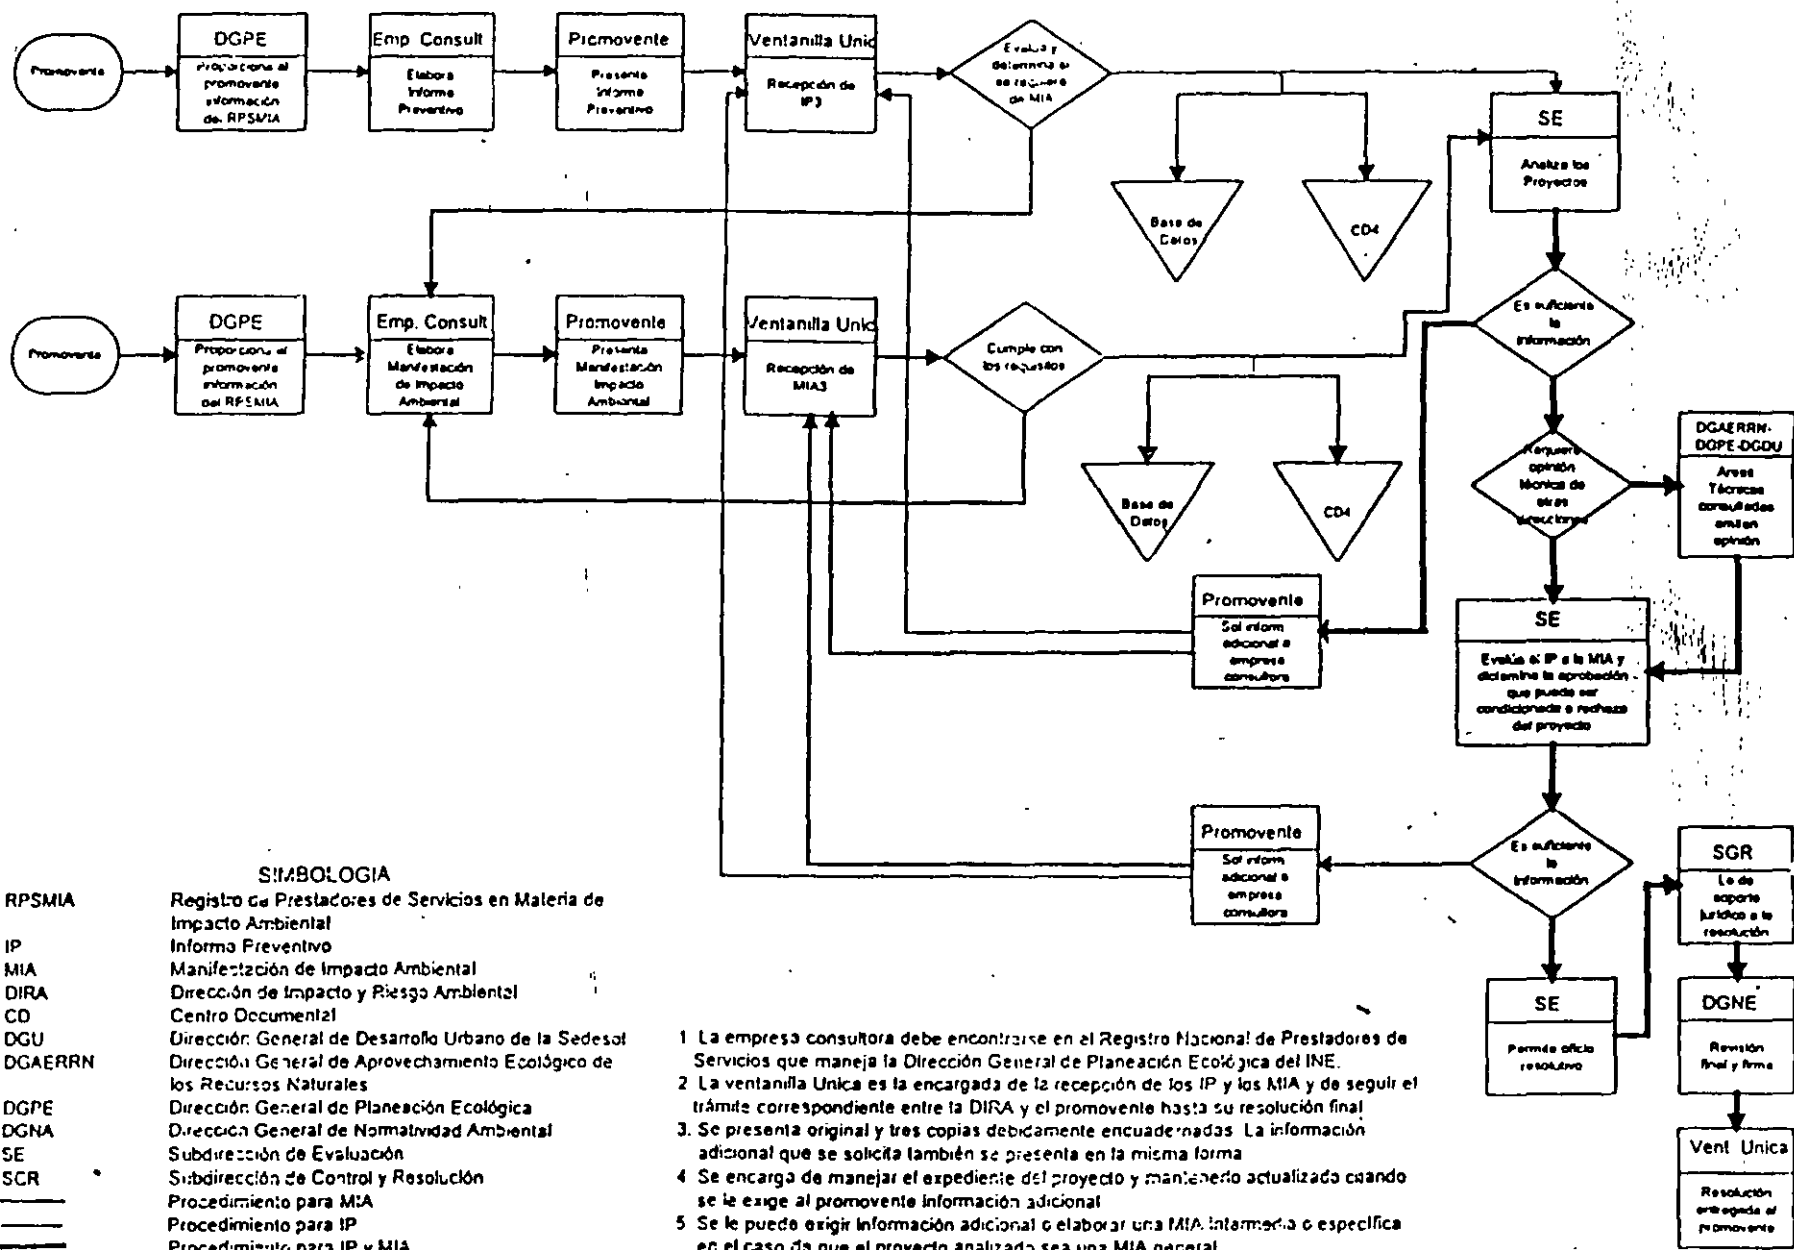 Promovente
DGPE
Proporciona al
promovente
información
del RPSMIA
Emp. Consult
Elabora
Informe
Preventivo
Promovente
Presenta
Informe
Preventivo
Ventanilla Unic
Recepción de
IP3
Evalua y
determina si
se requiere
de MIA
Base de
Datos
CD4
SE
Analiza los
Proyectos
Promovente
DGPE
Proporciona al
promovente
información
del RPSMIA
Emp. Consult
Elabora
Manifestación
de Impacto
Ambiental
Promovente
Presenta
Manifestación
Impacto
Ambiental
Ventanilla Unic
Recepción de
MIA3
Cumple con
los requisitos
Base de
Datos
CD4
Es suficiente
la
información
Requiere
opinión
técnica de
otras
direcciones
DGAERRN-
DGPE-DGDU
Areas
Técnicas
consultadas
emiten
opinión
Promovente
Sol inform
adicional a
empresa
consultora
SE
Evalúa el IP o la MIA y
dictamina la aprobación
que puede ser
condicionada o rechaza
del proyecto
Promovente
Sol inform
adicional a
empresa
consultora
Es suficiente
la
información
SGR
Le da
soporte
jurídico a la
resolución
SE
Permite oficio
resolutivo
DGNE
Revisión
final y firma
Vent Unica
Resolución
entregada al
promovente
SIMBOLOGIA
RPSMIA Registro de Prestadores de Servicios en Materia de
Impacto Ambiental
IP Informe Preventivo
MIA Manifestación de Impacto Ambiental
DIRA Dirección de Impacto y Riesgo Ambiental
CD Centro Documental
DGU Dirección General de Desarrollo Urbano de la Sedesol
DGAERRN Dirección General de Aprovechamiento Ecológico de
los Recursos Naturales
DGPE Dirección General de Planeación Ecológica
DGNA Dirección General de Normatividad Ambiental
SE Subdirección de Evaluación
SCR Subdirección de Control y Resolución
Procedimiento para MIA
Procedimiento para IP
Procedimiento para IP y MIA
1 La empresa consultora debe encontrarse en el Registro Nacional de Prestadores de
Servicios que maneja la Dirección General de Planeación Ecológica del INE.
2 La ventanilla Unica es la encargada de la recepción de los IP y los MIA y de seguir el
trámite correspondiente entre la DIRA y el promovente hasta su resolución final
3. Se presenta original y tres copias debidamente encuadernadas La información
adicional que se solicita también se presenta en la misma forma
4 Se encarga de manejar el expediente del proyecto y mantenerlo actualizado cuando
se le exige al promovente información adicional
5 Se le puede exigir información adicional o elaborar una MIA Intermedia o específica
en el caso de que el proyecto analizado sea una MIA general